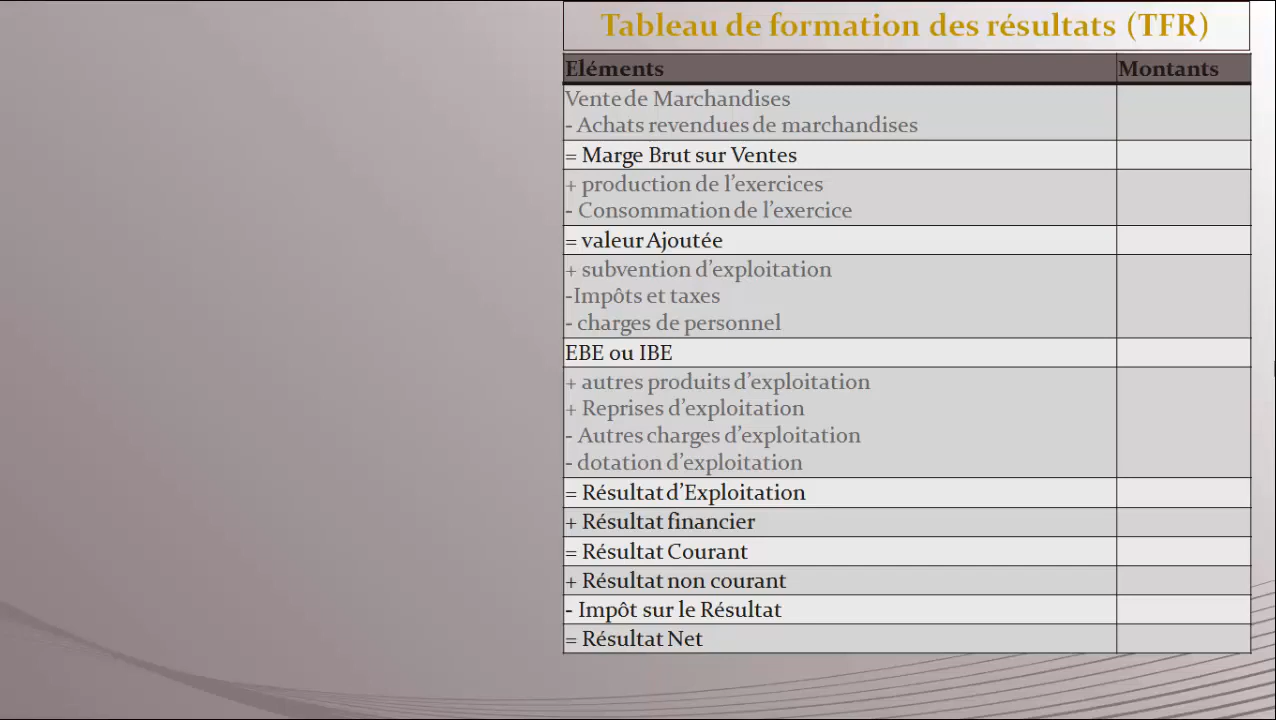 Tableau de formation des résultats (TFR)
Eléments Montants
Vente de Marchandises
- Achats revendues de marchandises
= Marge Brut sur Ventes
+ production de l’exercices
- Consommation de l’exercice
= valeur Ajoutée
+ subvention d’exploitation
-Impôts et taxes
- charges de personnel
EBE ou IBE
+ autres produits d’exploitation
+ Reprises d’exploitation
- Autres charges d’exploitation
- dotation d’exploitation
= Résultat d’Exploitation
+ Résultat financier
= Résultat Courant
+ Résultat non courant
- Impôt sur le Résultat
= Résultat Net